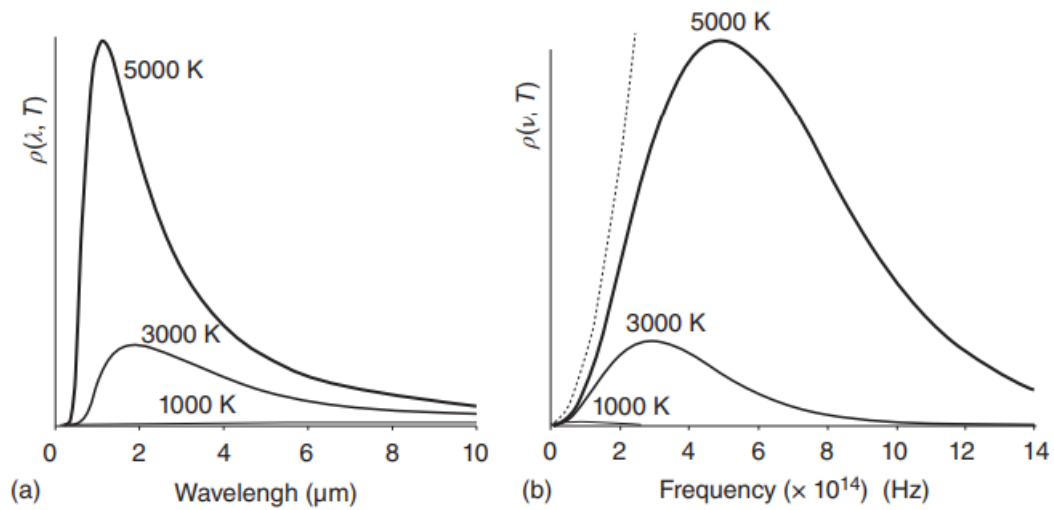 5000 K
3000 K
1000 K
ρ(λ, T)
0 2 4 6 8 10
(a) Wavelengh (μm)
5000 K
3000 K
1000 K
ρ(ν, T)
0 2 4 6 8 10 12 14
(b) Frequency (× 10¹⁴) (Hz)